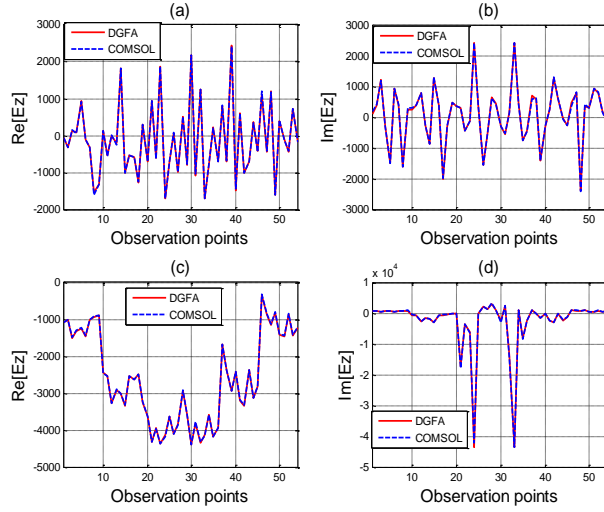 (a)
3000
2000
1000
0
-1000
-2000
10 20 30 40 50
Re[Ez]
Observation points
DGFA
COMSOL
(b)
3000
2000
1000
0
-1000
-2000
-3000
10 20 30 40 50
Im[Ez]
Observation points
DGFA
COMSOL
(c)
0
-1000
-2000
-3000
-4000
-5000
10 20 30 40 50
Re[Ez]
Observation points
DGFA
COMSOL
(d)
x 10^4
1
0
-1
-2
-3
-4
-5
10 20 30 40 50
Im[Ez]
Observation points
DGFA
COMSOL